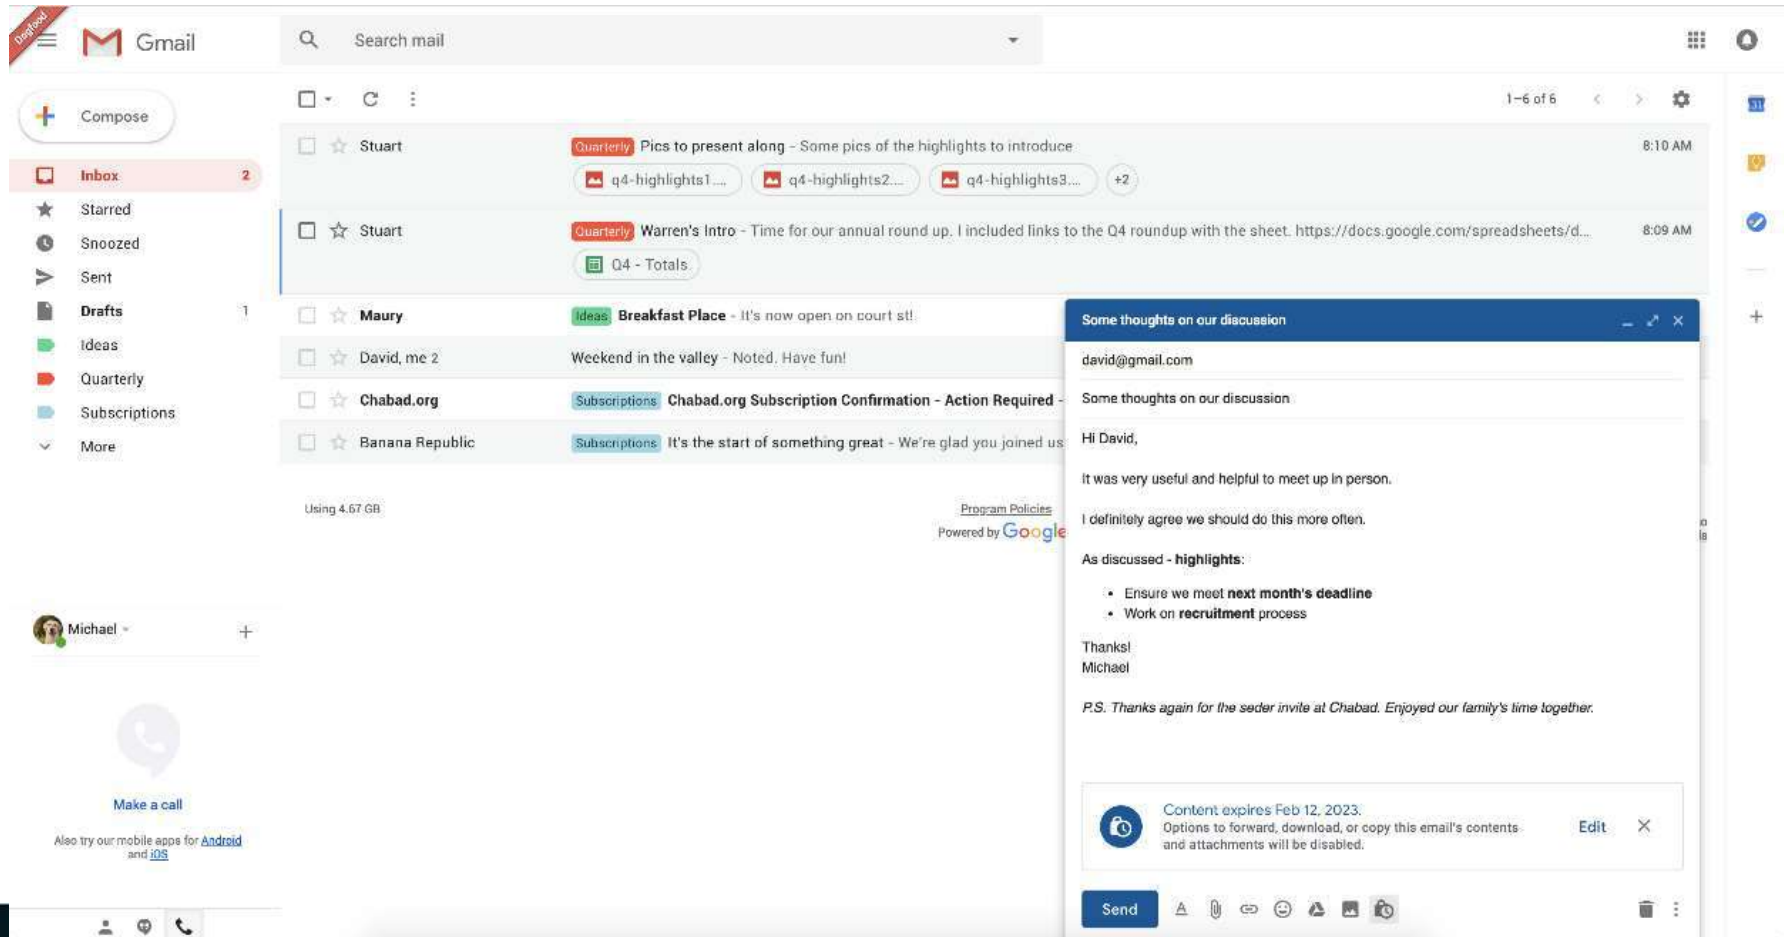 Dogfood
Gmail
Search mail
Compose
1–6 of 6
31
Inbox 2
Starred
Snoozed
Sent
Drafts 1
Ideas
Quarterly
Subscriptions
More
Stuart Quarterly Pics to present along - Some pics of the highlights to introduce 8:10 AM
q4-highlights1.... q4-highlights2.... q4-highlights3.... +2
Stuart Quarterly Warren's Intro - Time for our annual round up. I included links to the Q4 roundup with the sheet. https://docs.google.com/spreadsheets/d... 8:09 AM
Q4 - Totals
Maury Ideas Breakfast Place - It's now open on court st!
David, me 2 Weekend in the valley - Noted. Have fun!
Chabad.org Subscriptions Chabad.org Subscription Confirmation - Action Required -
Banana Republic Subscriptions It's the start of something great - We're glad you joined us
Using 4.67 GB
Program Policies
Powered by Google
Some thoughts on our discussion
david@gmail.com
Some thoughts on our discussion
Hi David,
It was very useful and helpful to meet up in person.
I definitely agree we should do this more often.
As discussed - highlights:
• Ensure we meet next month's deadline
• Work on recruitment process
Thanks!
Michael
P.S. Thanks again for the seder invite at Chabad. Enjoyed our family's time together.
Content expires Feb 12, 2023.
Options to forward, download, or copy this email's contents
and attachments will be disabled.
Edit
Send
Michael
Make a call
Also try our mobile apps for Android
and iOS